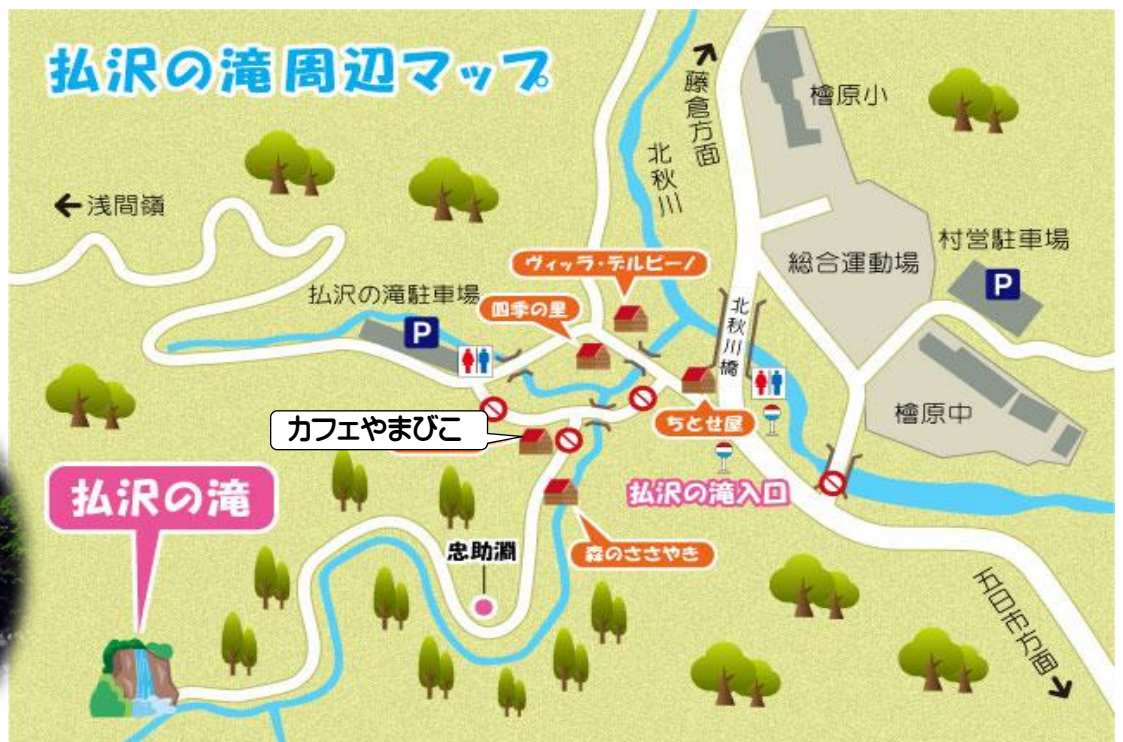 払沢の滝周辺マップ
藤倉方面
檜原小
北秋川
浅間嶺
村営駐車場
総合運動場
P
ヴィッラ・デルピーノ
払沢の滝駐車場
四季の里
P
北秋川橋
檜原中
ちとせ屋
カフェやまびこ
払沢の滝入口
払沢の滝
忠助淵
森のささやき
五日市方面